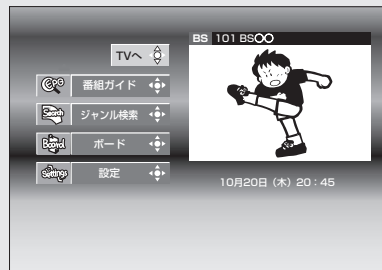 BS 101 BS〇〇
TVへ
EPG 番組ガイド
Search ジャンル検索
Board ボード
Settings 設定
10月20日（木）20：45